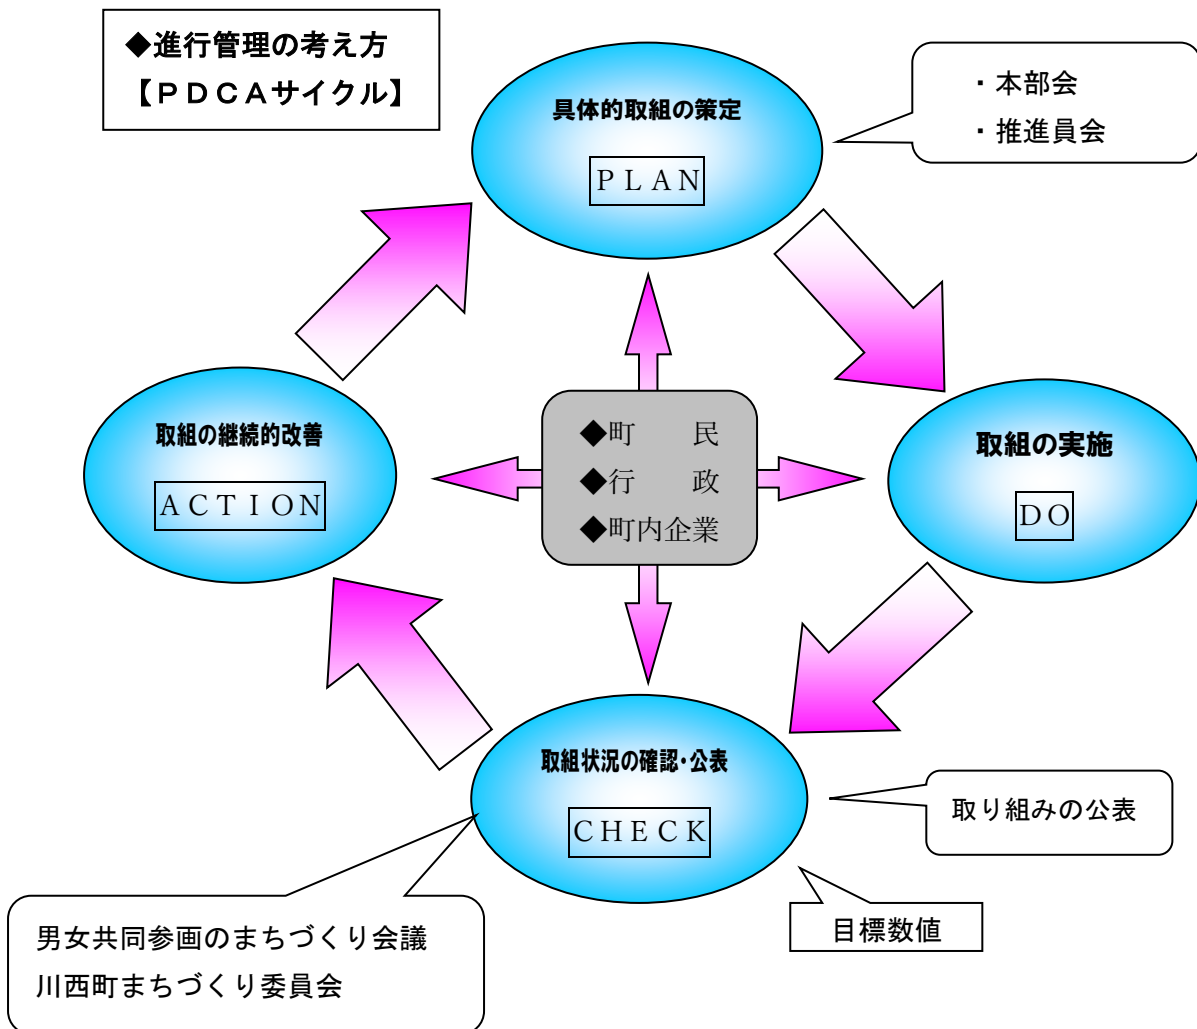 ◆進行管理の考え方
【ＰＤＣＡサイクル】
具体的取組の策定
ＰＬＡＮ
・本部会
・推進員会
取組の継続的改善
ＡＣＴＩＯＮ
◆町　　民
◆行　　政
◆町内企業
取組の実施
ＤＯ
取組状況の確認・公表
ＣＨＥＣＫ
取り組みの公表
目標数値
男女共同参画のまちづくり会議
川西町まちづくり委員会